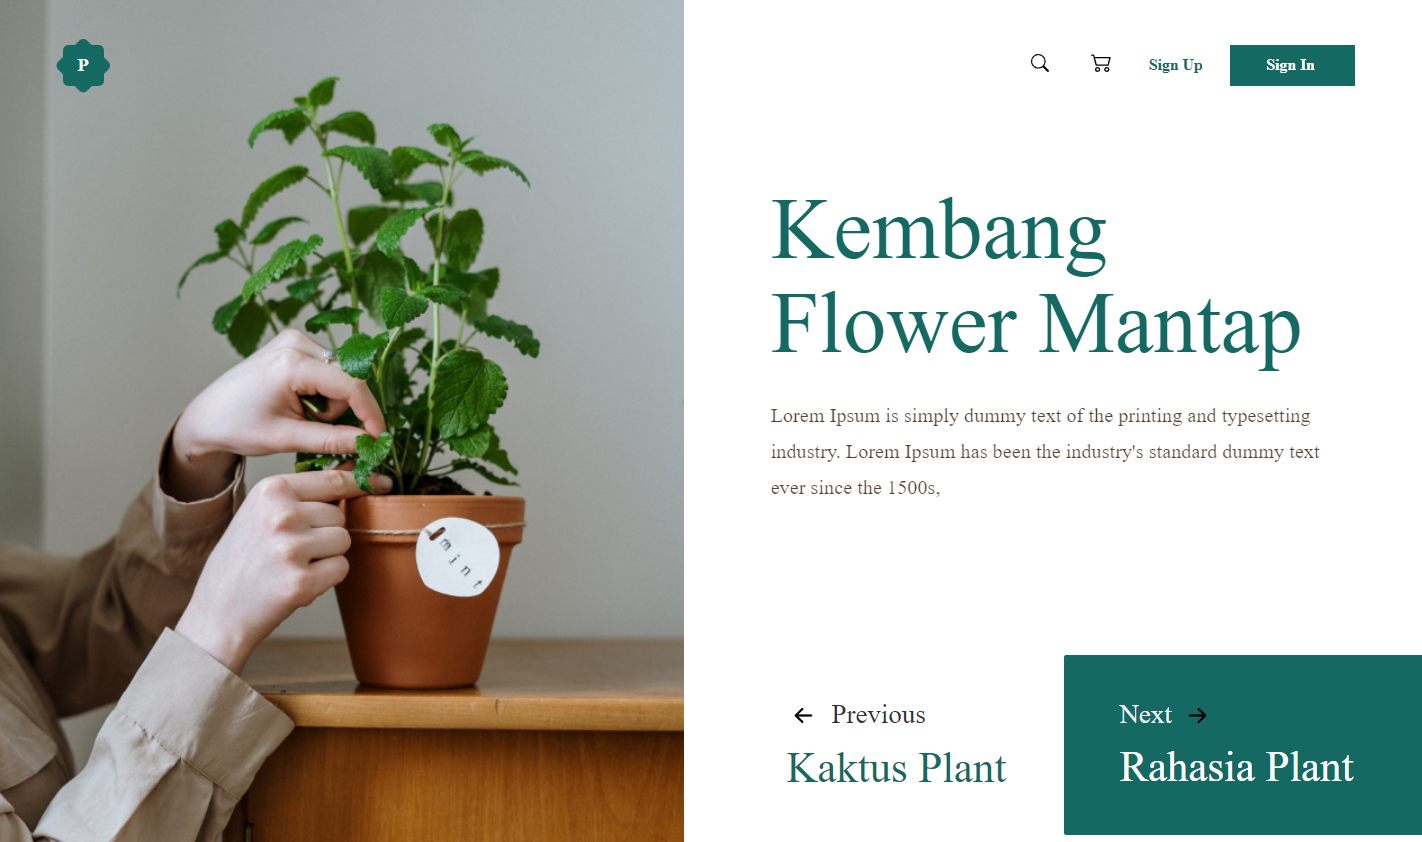 P
Sign Up
Sign In
Kembang
Flower Mantap
Lorem Ipsum is simply dummy text of the printing and typesetting
industry. Lorem Ipsum has been the industry's standard dummy text
ever since the 1500s,
mint
Previous
Next
Kaktus Plant
Rahasia Plant